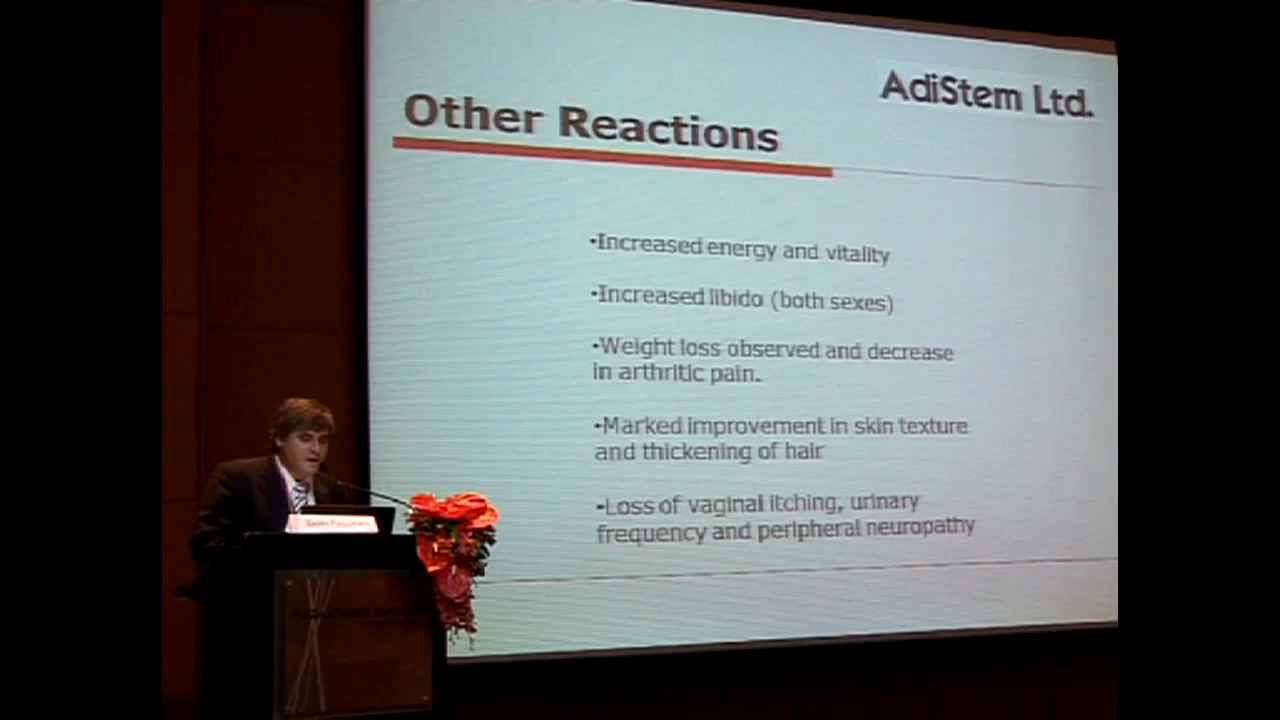 AdiStem Ltd.
Other Reactions
•Increased energy and vitality
•Increased libido (both sexes)
•Weight loss observed and decrease
in arthritic pain.
•Marked improvement in skin texture
and thickening of hair
•Loss of vaginal itching, urinary
frequency and peripheral neuropathy